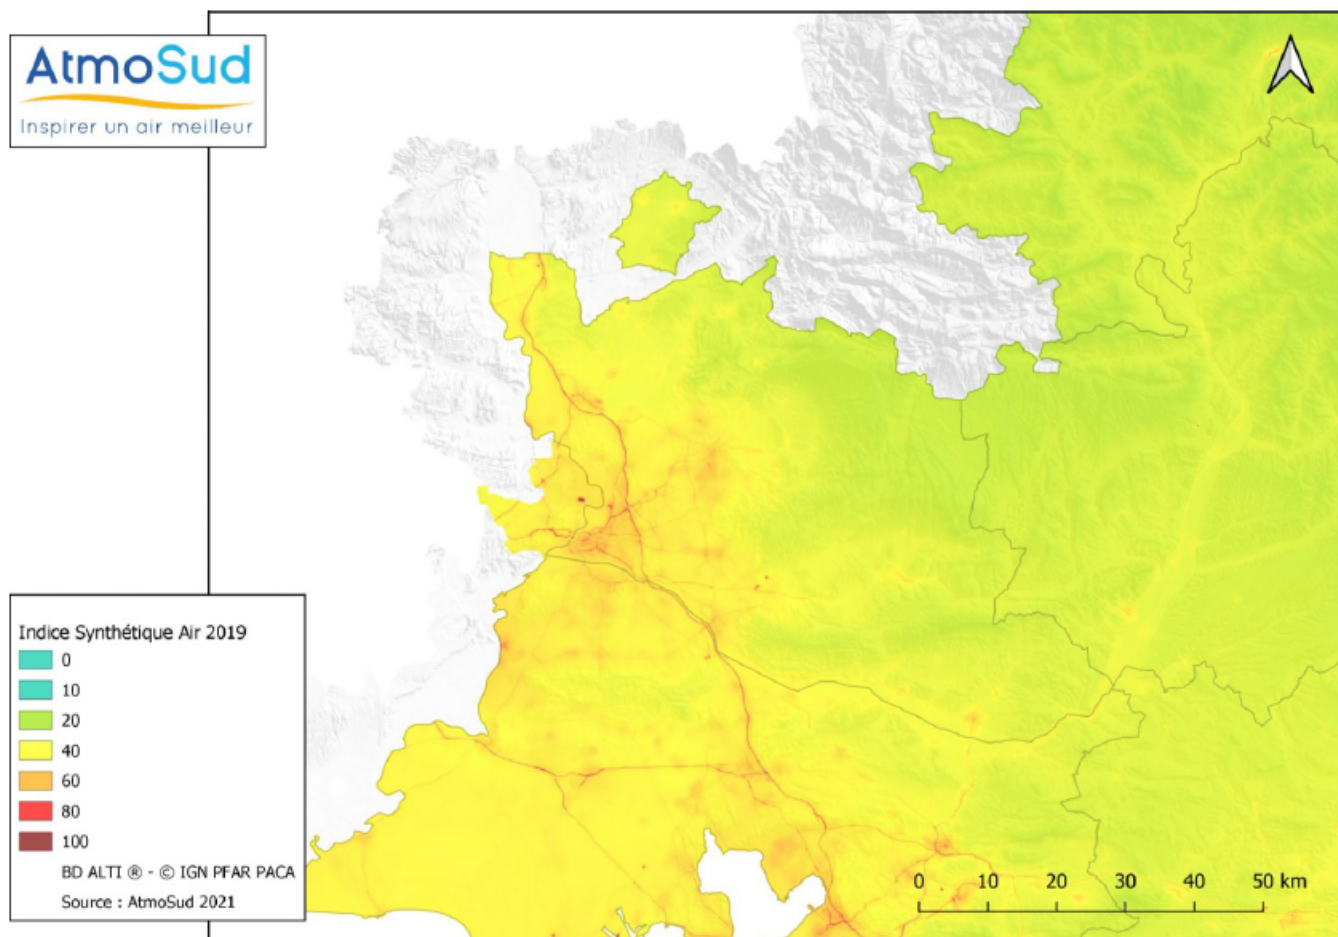 AtmoSud
Inspirer un air meilleur
Indice Synthétique Air 2019
0
10
20
40
60
80
100
BD ALTI ® - © IGN PFAR PACA
Source : AtmoSud 2021
0 10 20 30 40 50 km